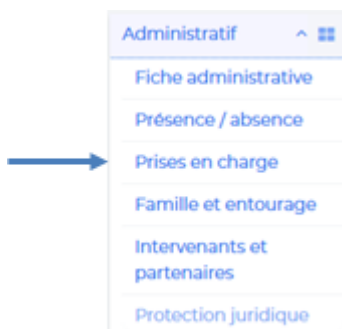 Administratif
Fiche administrative
Présence / absence
Prises en charge
Famille et entourage
Intervenants et
partenaires
Protection juridique